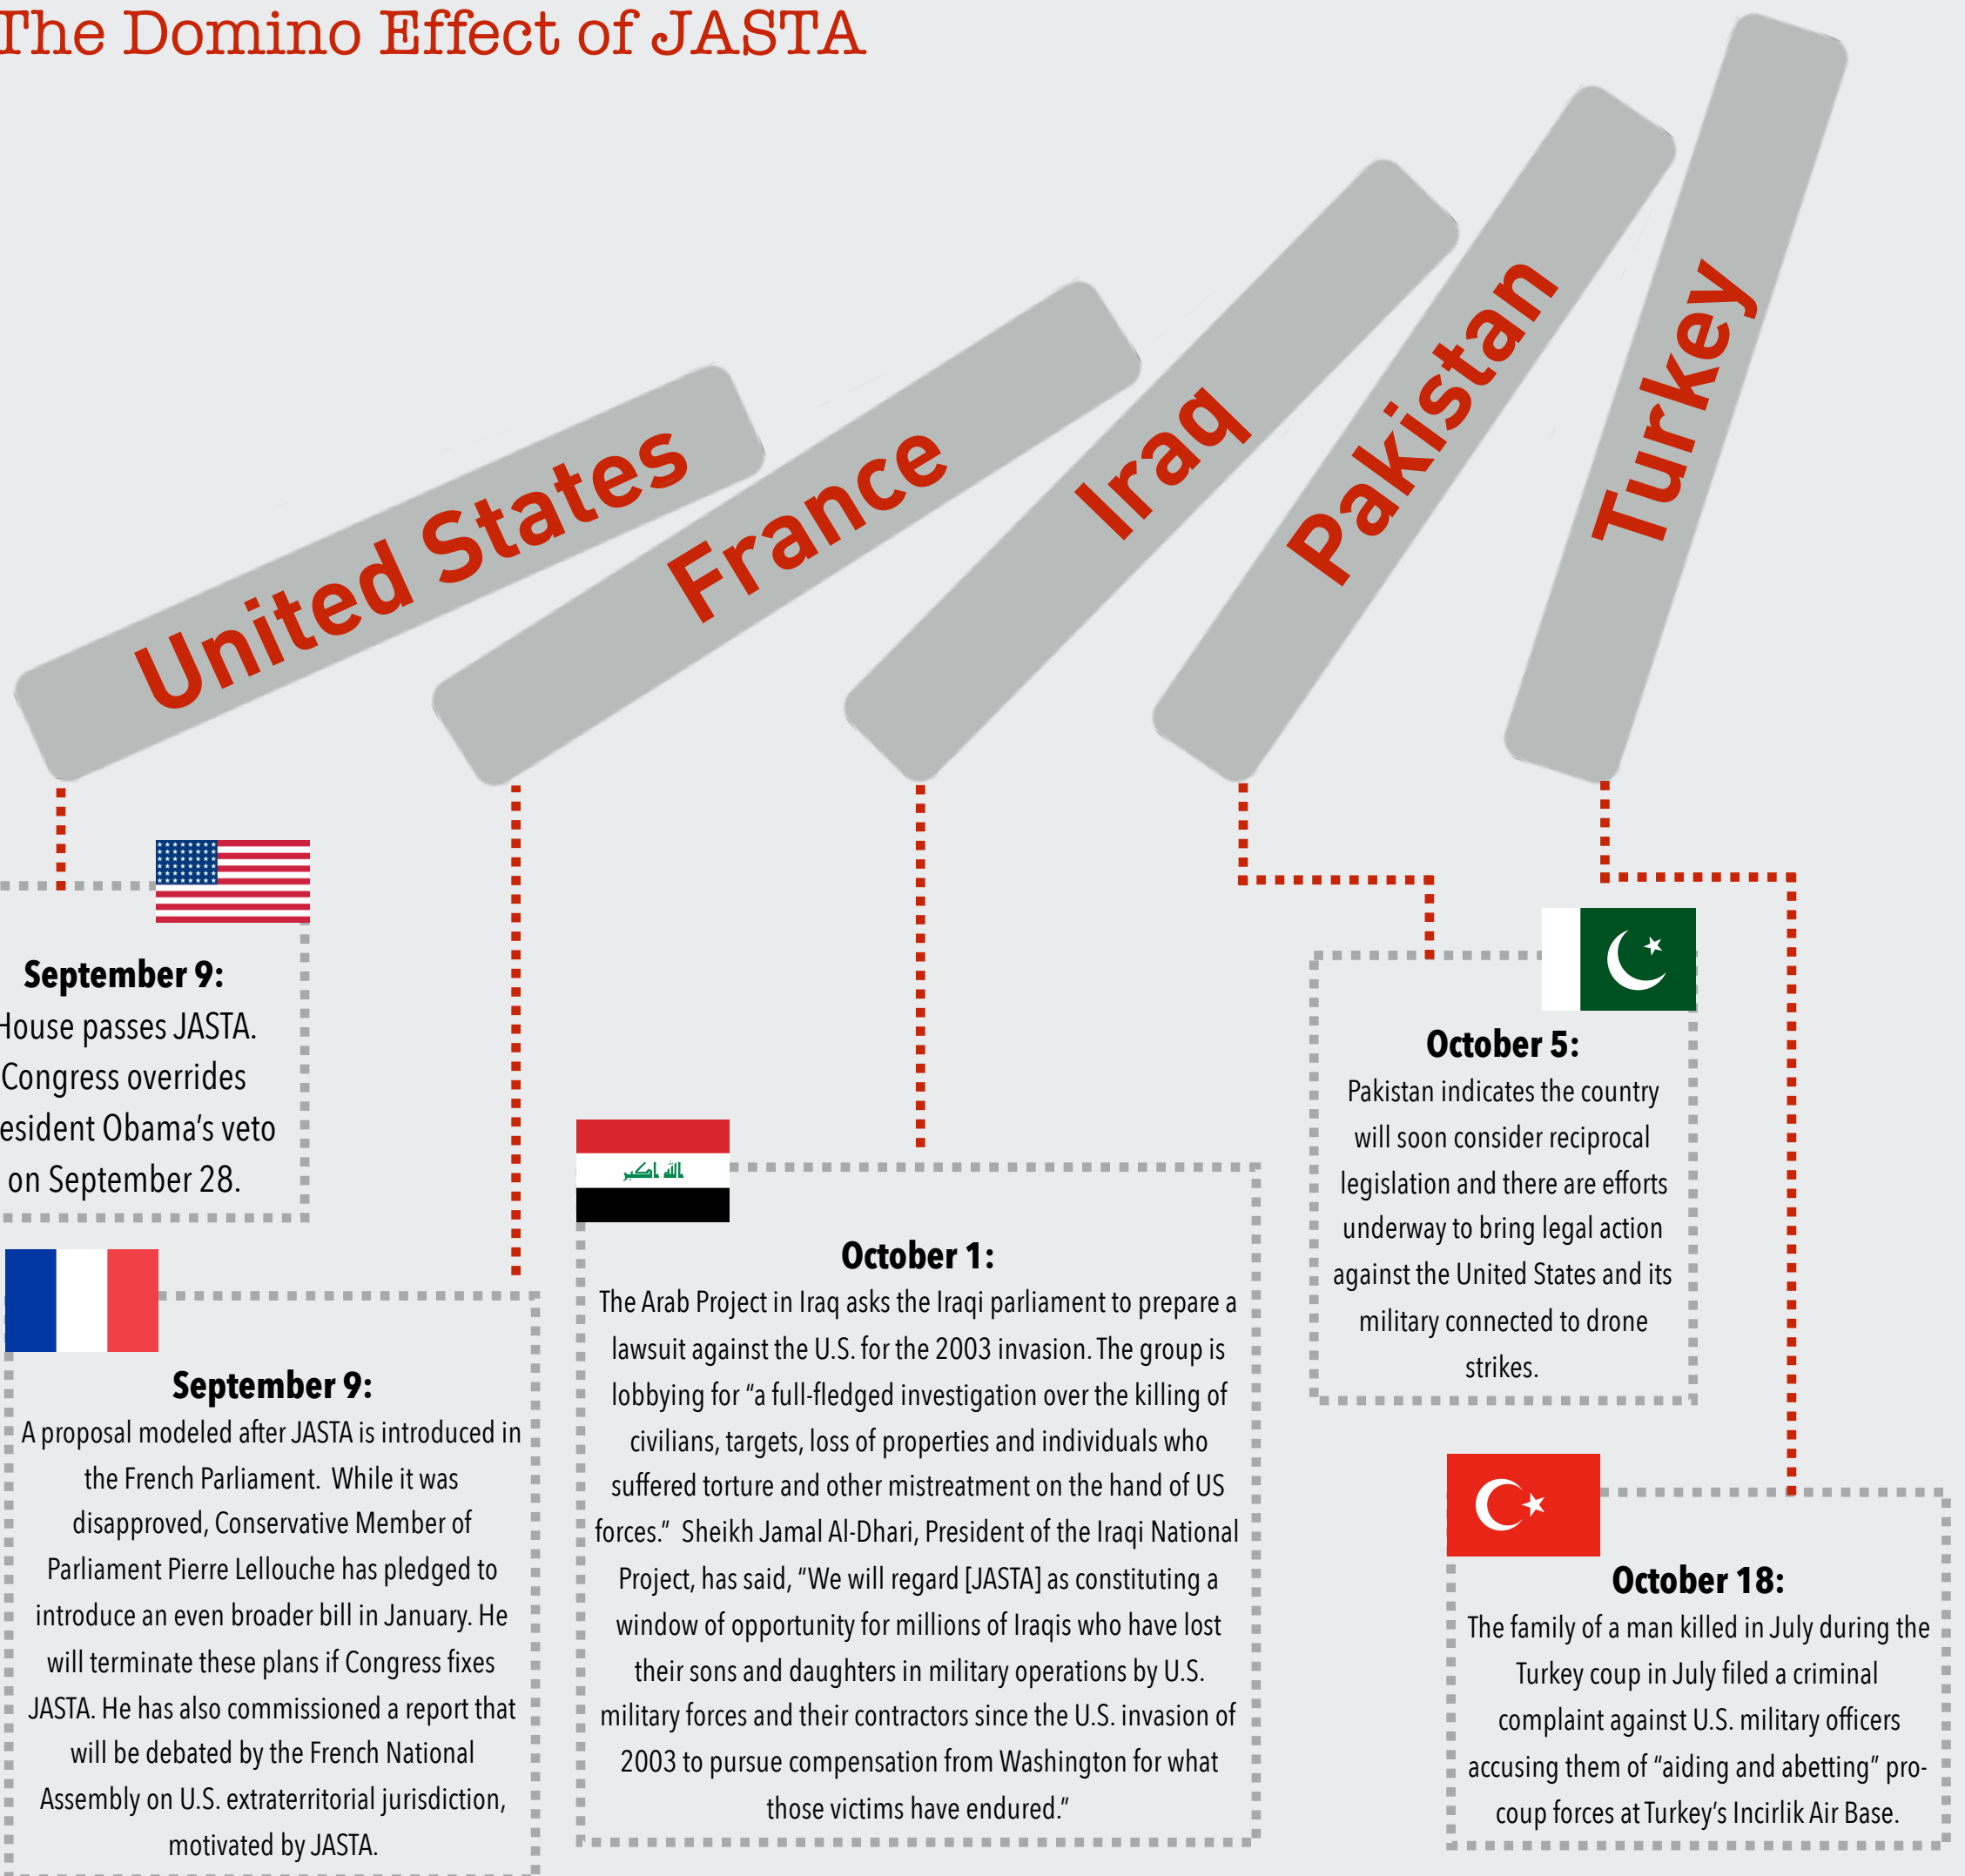 The Domino Effect of JASTA
United States
France
Iraq
Pakistan
Turkey
September 9:
House passes JASTA.
Congress overrides
esident Obama's veto
on September 28.
September 9:
A proposal modeled after JASTA is introduced in
the French Parliament. While it was
disapproved, Conservative Member of
Parliament Pierre Lellouche has pledged to
introduce an even broader bill in January. He
will terminate these plans if Congress fixes
JASTA. He has also commissioned a report that
will be debated by the French National
Assembly on U.S. extraterritorial jurisdiction,
motivated by JASTA.
الله اكبر
October 1:
The Arab Project in Iraq asks the Iraqi parliament to prepare a
lawsuit against the U.S. for the 2003 invasion. The group is
lobbying for “a full-fledged investigation over the killing of
civilians, targets, loss of properties and individuals who
suffered torture and other mistreatment on the hand of US
forces.” Sheikh Jamal Al-Dhari, President of the Iraqi National
Project, has said, “We will regard [JASTA] as constituting a
window of opportunity for millions of Iraqis who have lost
their sons and daughters in military operations by U.S.
military forces and their contractors since the U.S. invasion of
2003 to pursue compensation from Washington for what
those victims have endured.”
October 5:
Pakistan indicates the country
will soon consider reciprocal
legislation and there are efforts
underway to bring legal action
against the United States and its
military connected to drone
strikes.
October 18:
The family of a man killed in July during the
Turkey coup in July filed a criminal
complaint against U.S. military officers
accusing them of “aiding and abetting” pro-
coup forces at Turkey’s Incirlik Air Base.